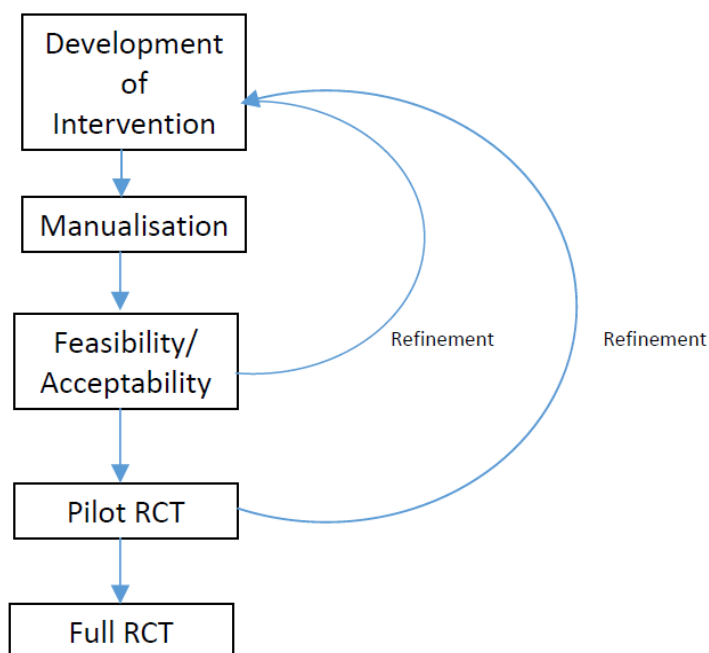 Development
of
Intervention
Manualisation
Feasibility/
Acceptability
Refinement
Refinement
Pilot RCT
Full RCT